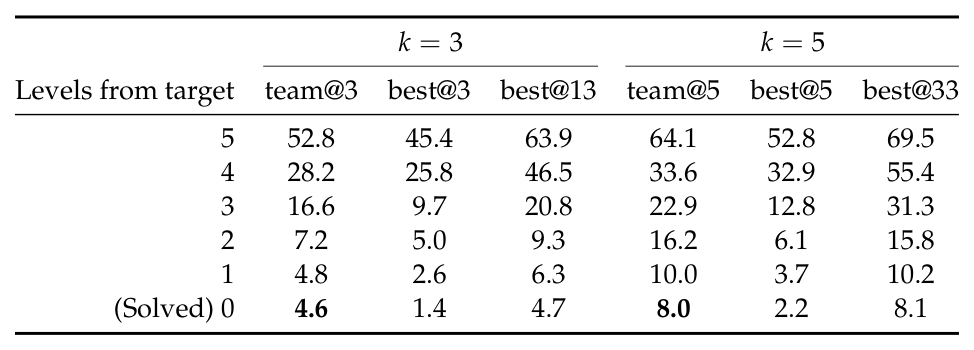 k = 3 k = 5
Levels from target team@3 best@3 best@13 team@5 best@5 best@33
5 52.8 45.4 63.9 64.1 52.8 69.5
4 28.2 25.8 46.5 33.6 32.9 55.4
3 16.6 9.7 20.8 22.9 12.8 31.3
2 7.2 5.0 9.3 16.2 6.1 15.8
1 4.8 2.6 6.3 10.0 3.7 10.2
(Solved) 0 4.6 1.4 4.7 8.0 2.2 8.1